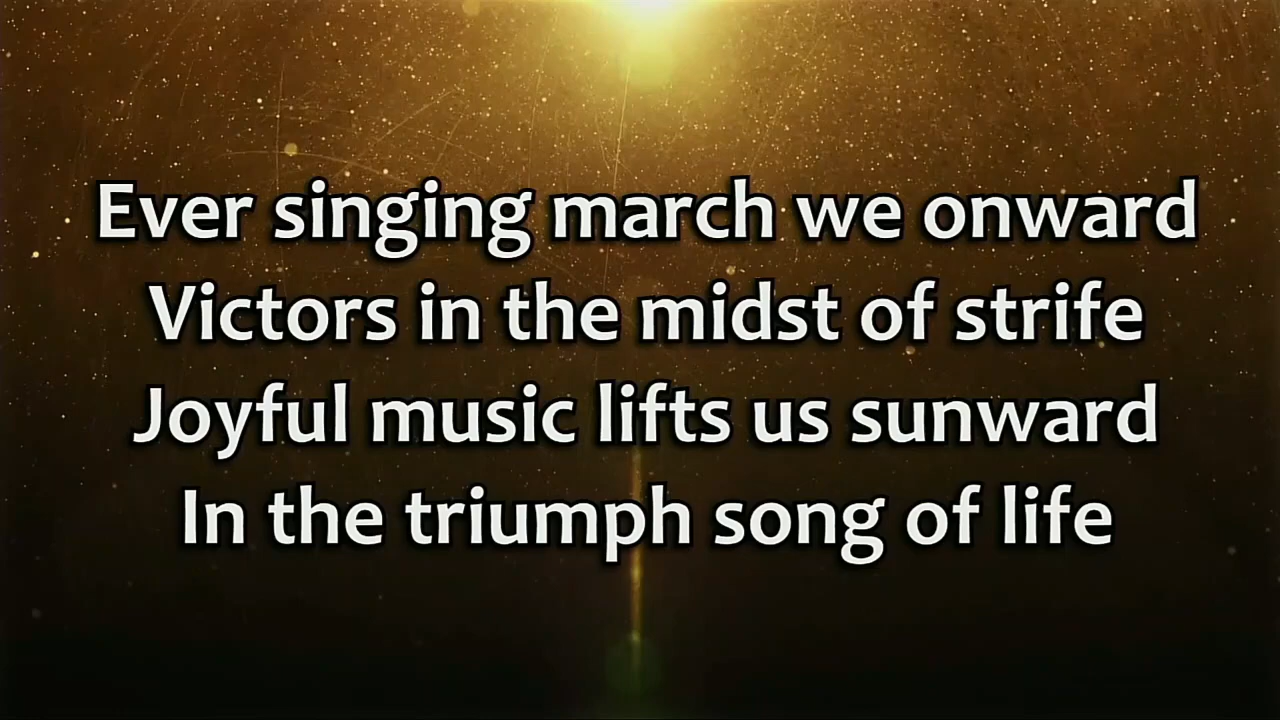 Ever singing march we onward
Victors in the midst of strife
Joyful music lifts us sunward
In the triumph song of life